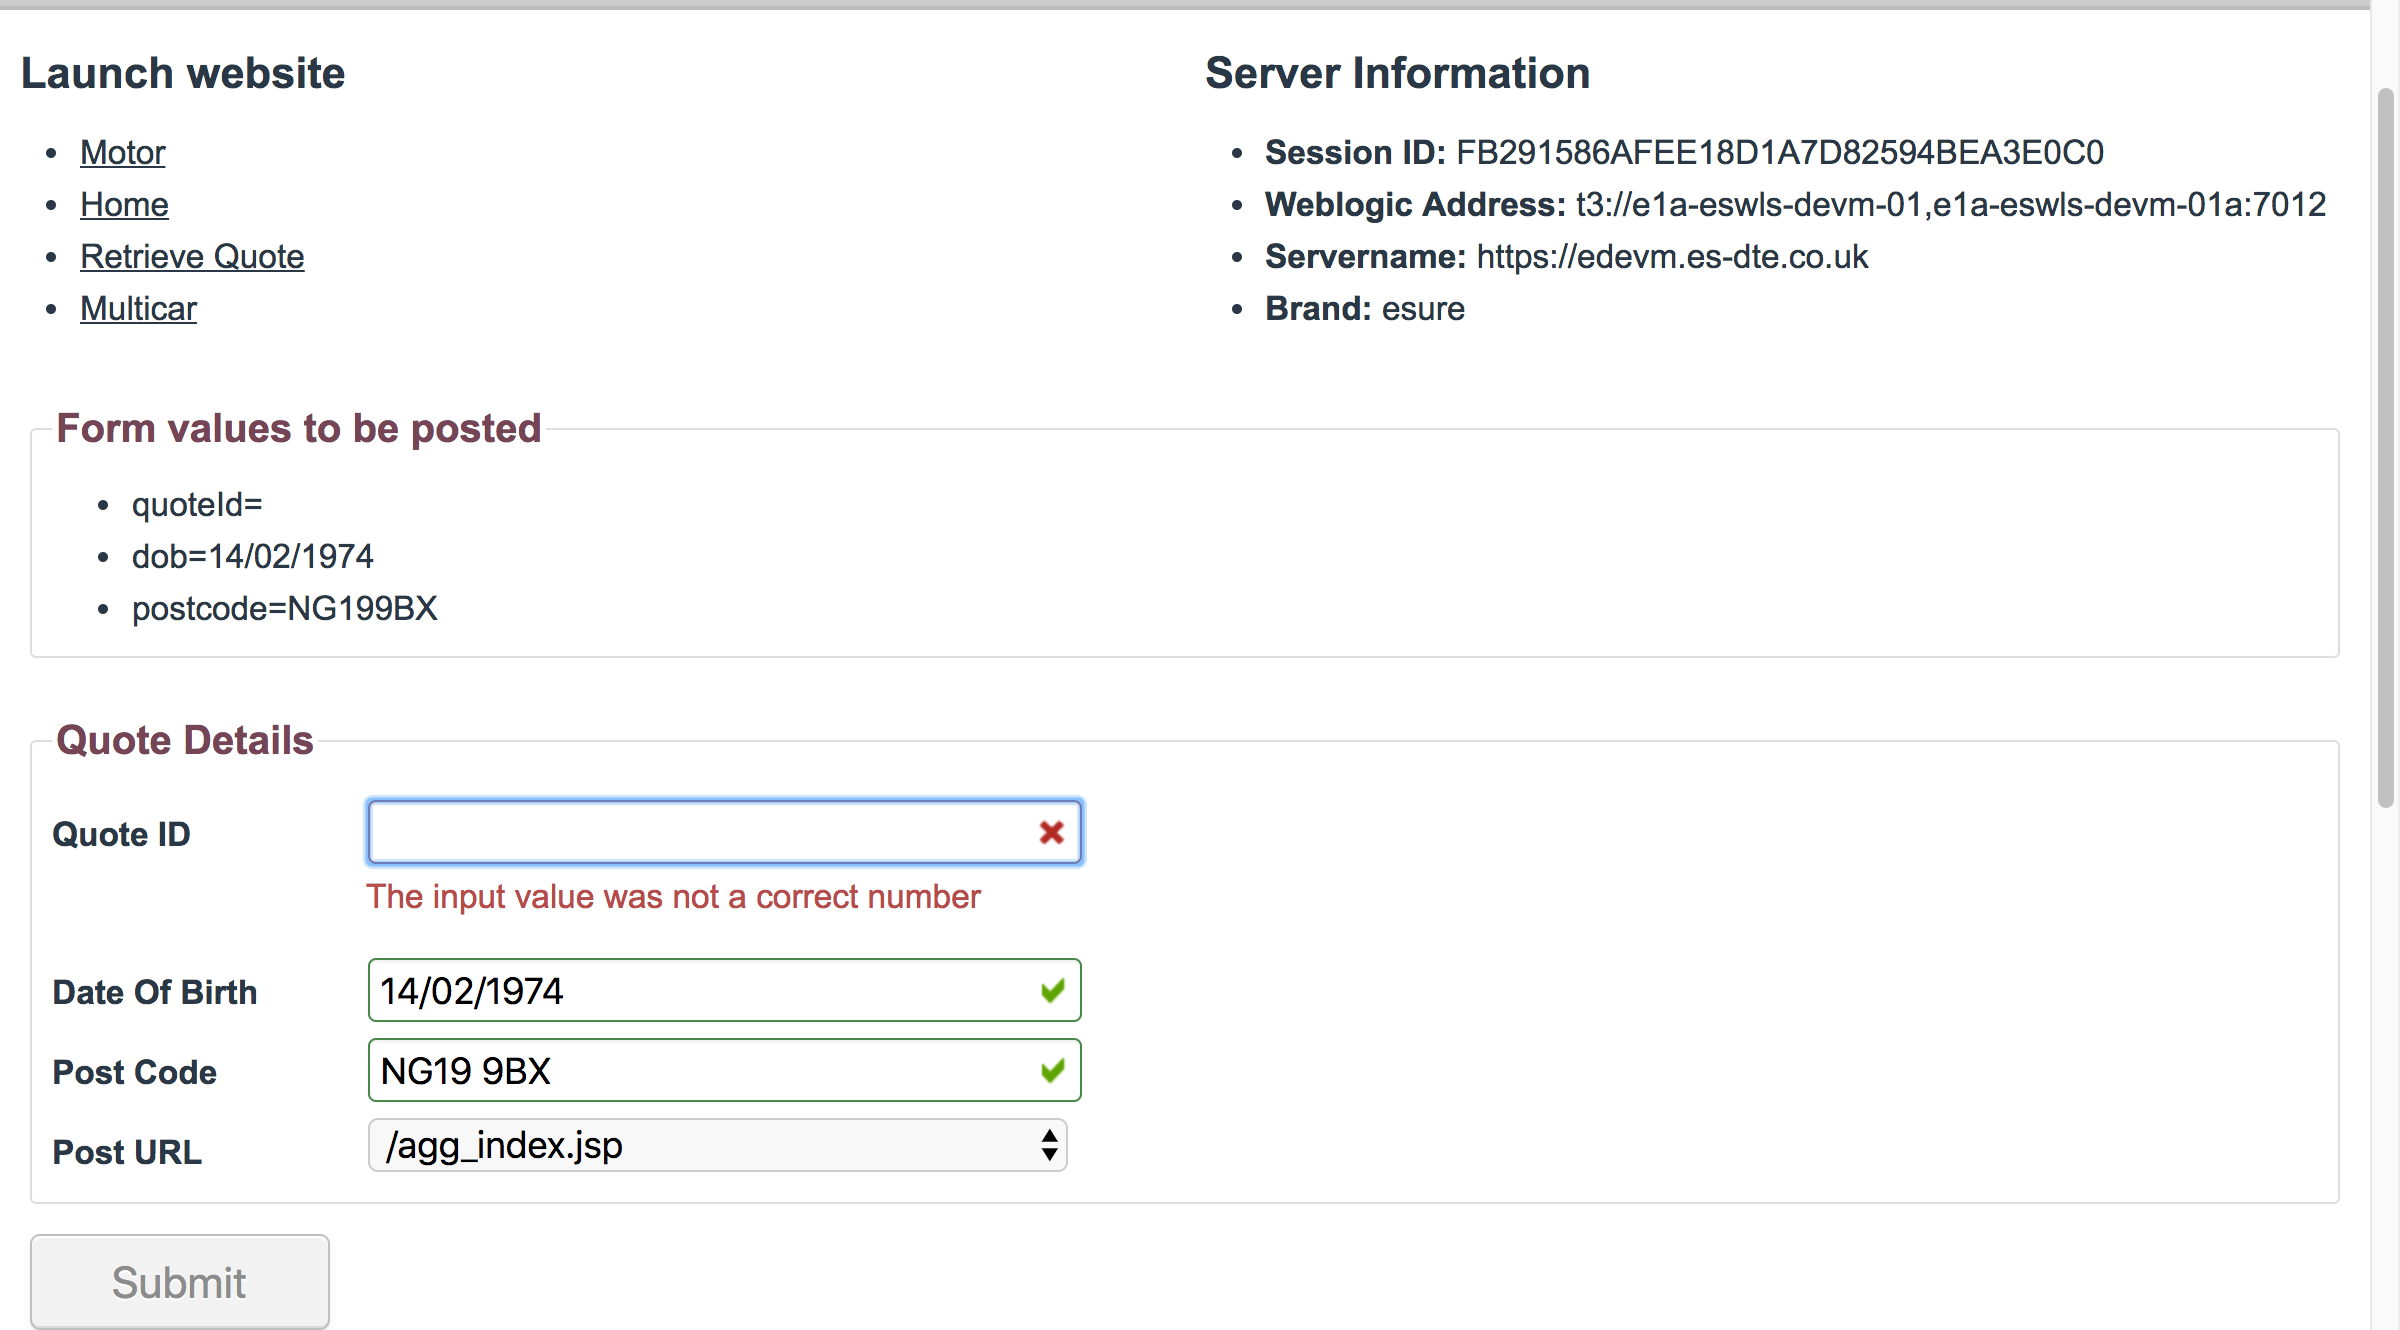 Launch website
Motor
Home
Retrieve Quote
Multicar
Server Information
Session ID: FB291586AFEE18D1A7D82594BEA3E0C0
Weblogic Address: t3://e1a-eswls-devm-01,e1a-eswls-devm-01a:7012
Servername: https://edevm.es-dte.co.uk
Brand: esure
Form values to be posted
quoteId=
dob=14/02/1974
postcode=NG199BX
Quote Details
Quote ID
The input value was not a correct number
Date Of Birth 14/02/1974
Post Code NG19 9BX
Post URL /agg_index.jsp
Submit